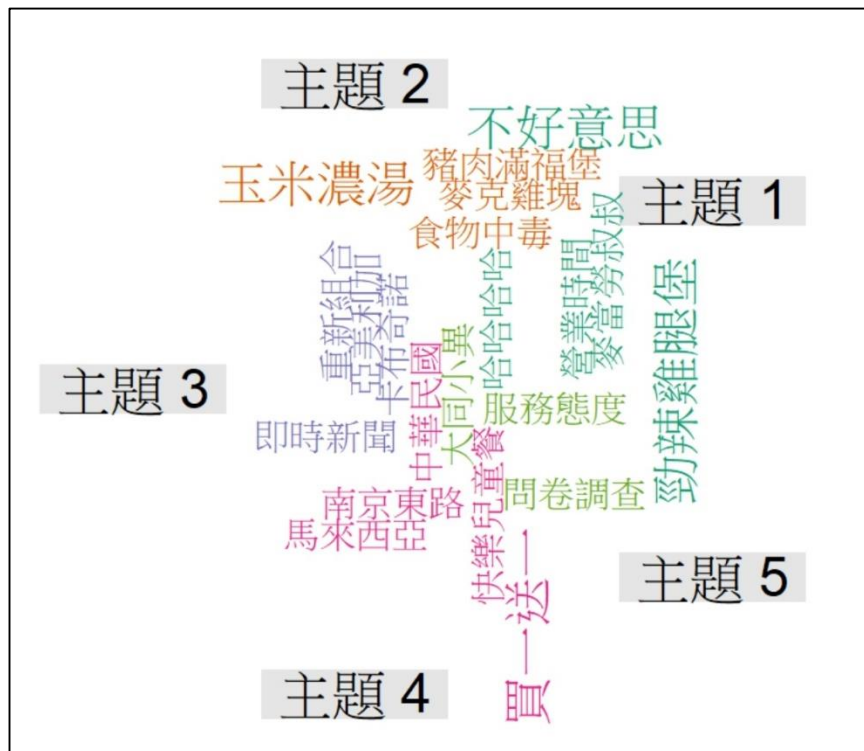 主題 2
不好意思
豬肉滿福堡
玉米濃湯
麥克雞塊
主題 1
食物中毒
麥當勞叔叔
營業時間
哈哈哈哈
勁辣雞腿堡
重新組合
亞美利加
卡布奇諾
中華民國
大同小異
主題 3
服務態度
即時新聞
南京東路
馬來西亞
快樂兒童餐
問卷調查
買一送一
主題 5
主題 4